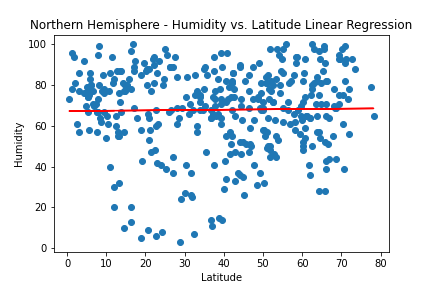 Northern Hemisphere - Humidity vs. Latitude Linear Regression
100
80
60
40
20
0
Humidity
0 10 20 30 40 50 60 70 80
Latitude